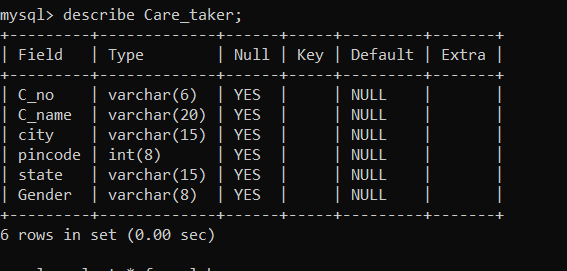 mysql> describe Care_taker;
+----------+-------------+------+-----+---------+-------+
| Field    | Type        | Null | Key | Default | Extra |
+----------+-------------+------+-----+---------+-------+
| C_no     | varchar(6)  | YES  |     | NULL    |       |
| C_name   | varchar(20) | YES  |     | NULL    |       |
| city     | varchar(15) | YES  |     | NULL    |       |
| pincode  | int(8)      | YES  |     | NULL    |       |
| state    | varchar(15) | YES  |     | NULL    |       |
| Gender   | varchar(8)  | YES  |     | NULL    |       |
+----------+-------------+------+-----+---------+-------+
6 rows in set (0.00 sec)